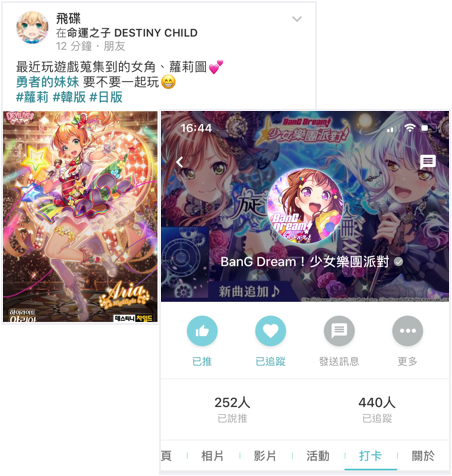 飛碟
在命運之子 DESTINY CHILD
12 分鐘・朋友
最近玩遊戲蒐集到的女角、蘿莉圖💕
勇者的妹妹 要不要一起玩😁
#蘿莉 #韓版 #日版
Aria
데스티니 차일드
16:44
BanG Dream! 少女樂團派對!
BanG Dream!
BanG Dream！少女樂團派對
新曲追加♪
已推
已追蹤
發送訊息
更多
252人
440人
已說推
已追蹤
頁
相片
影片
活動
打卡
關於